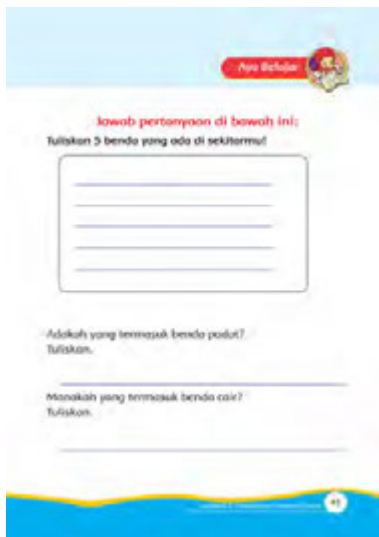 Ayo Belajar
Jawab pertanyaan di bawah ini:
Tuliskan 5 benda yang ada di sekitarmu!
Adakah yang termasuk benda padat?
Tuliskan.
Manakah yang termasuk benda cair?
Tuliskan.